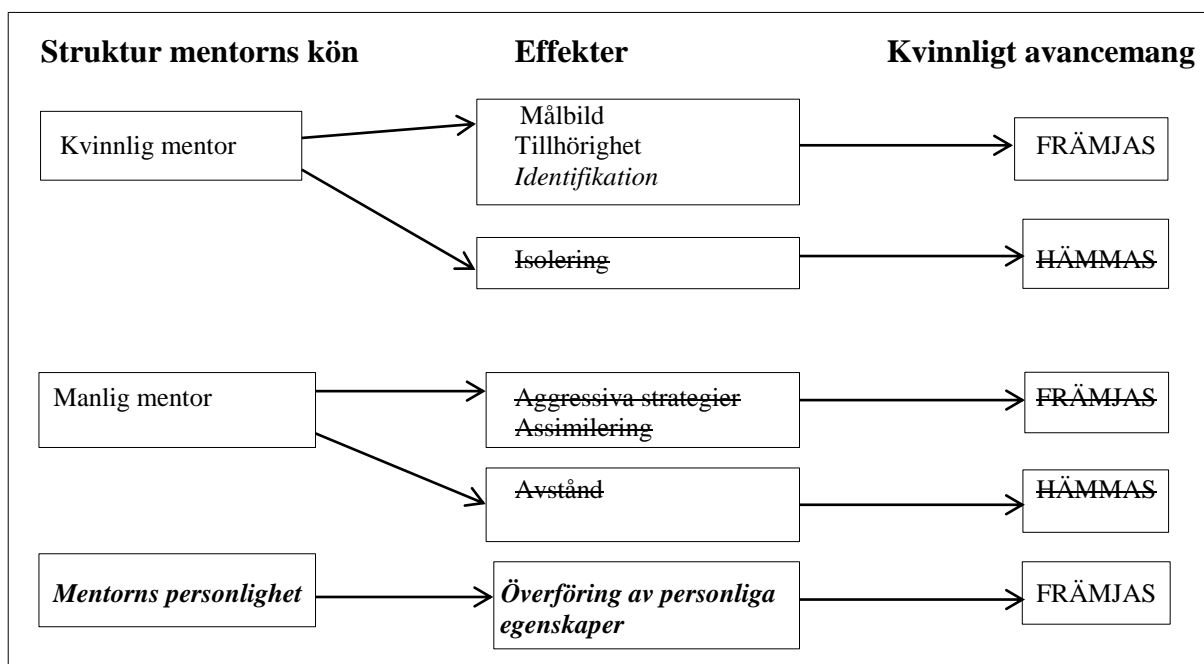 Struktur mentorns kön Effekter Kvinnligt avancemang
Kvinnlig mentor
Målbild
Tillhörighet
Identifikation
FRÄMJAS
Isolering
HÄMMAS
Manlig mentor
Aggressiva strategier
Assimilering
FRÄMJAS
Avstånd
HÄMMAS
Mentorns personlighet
Överföring av personliga
egenskaper
FRÄMJAS